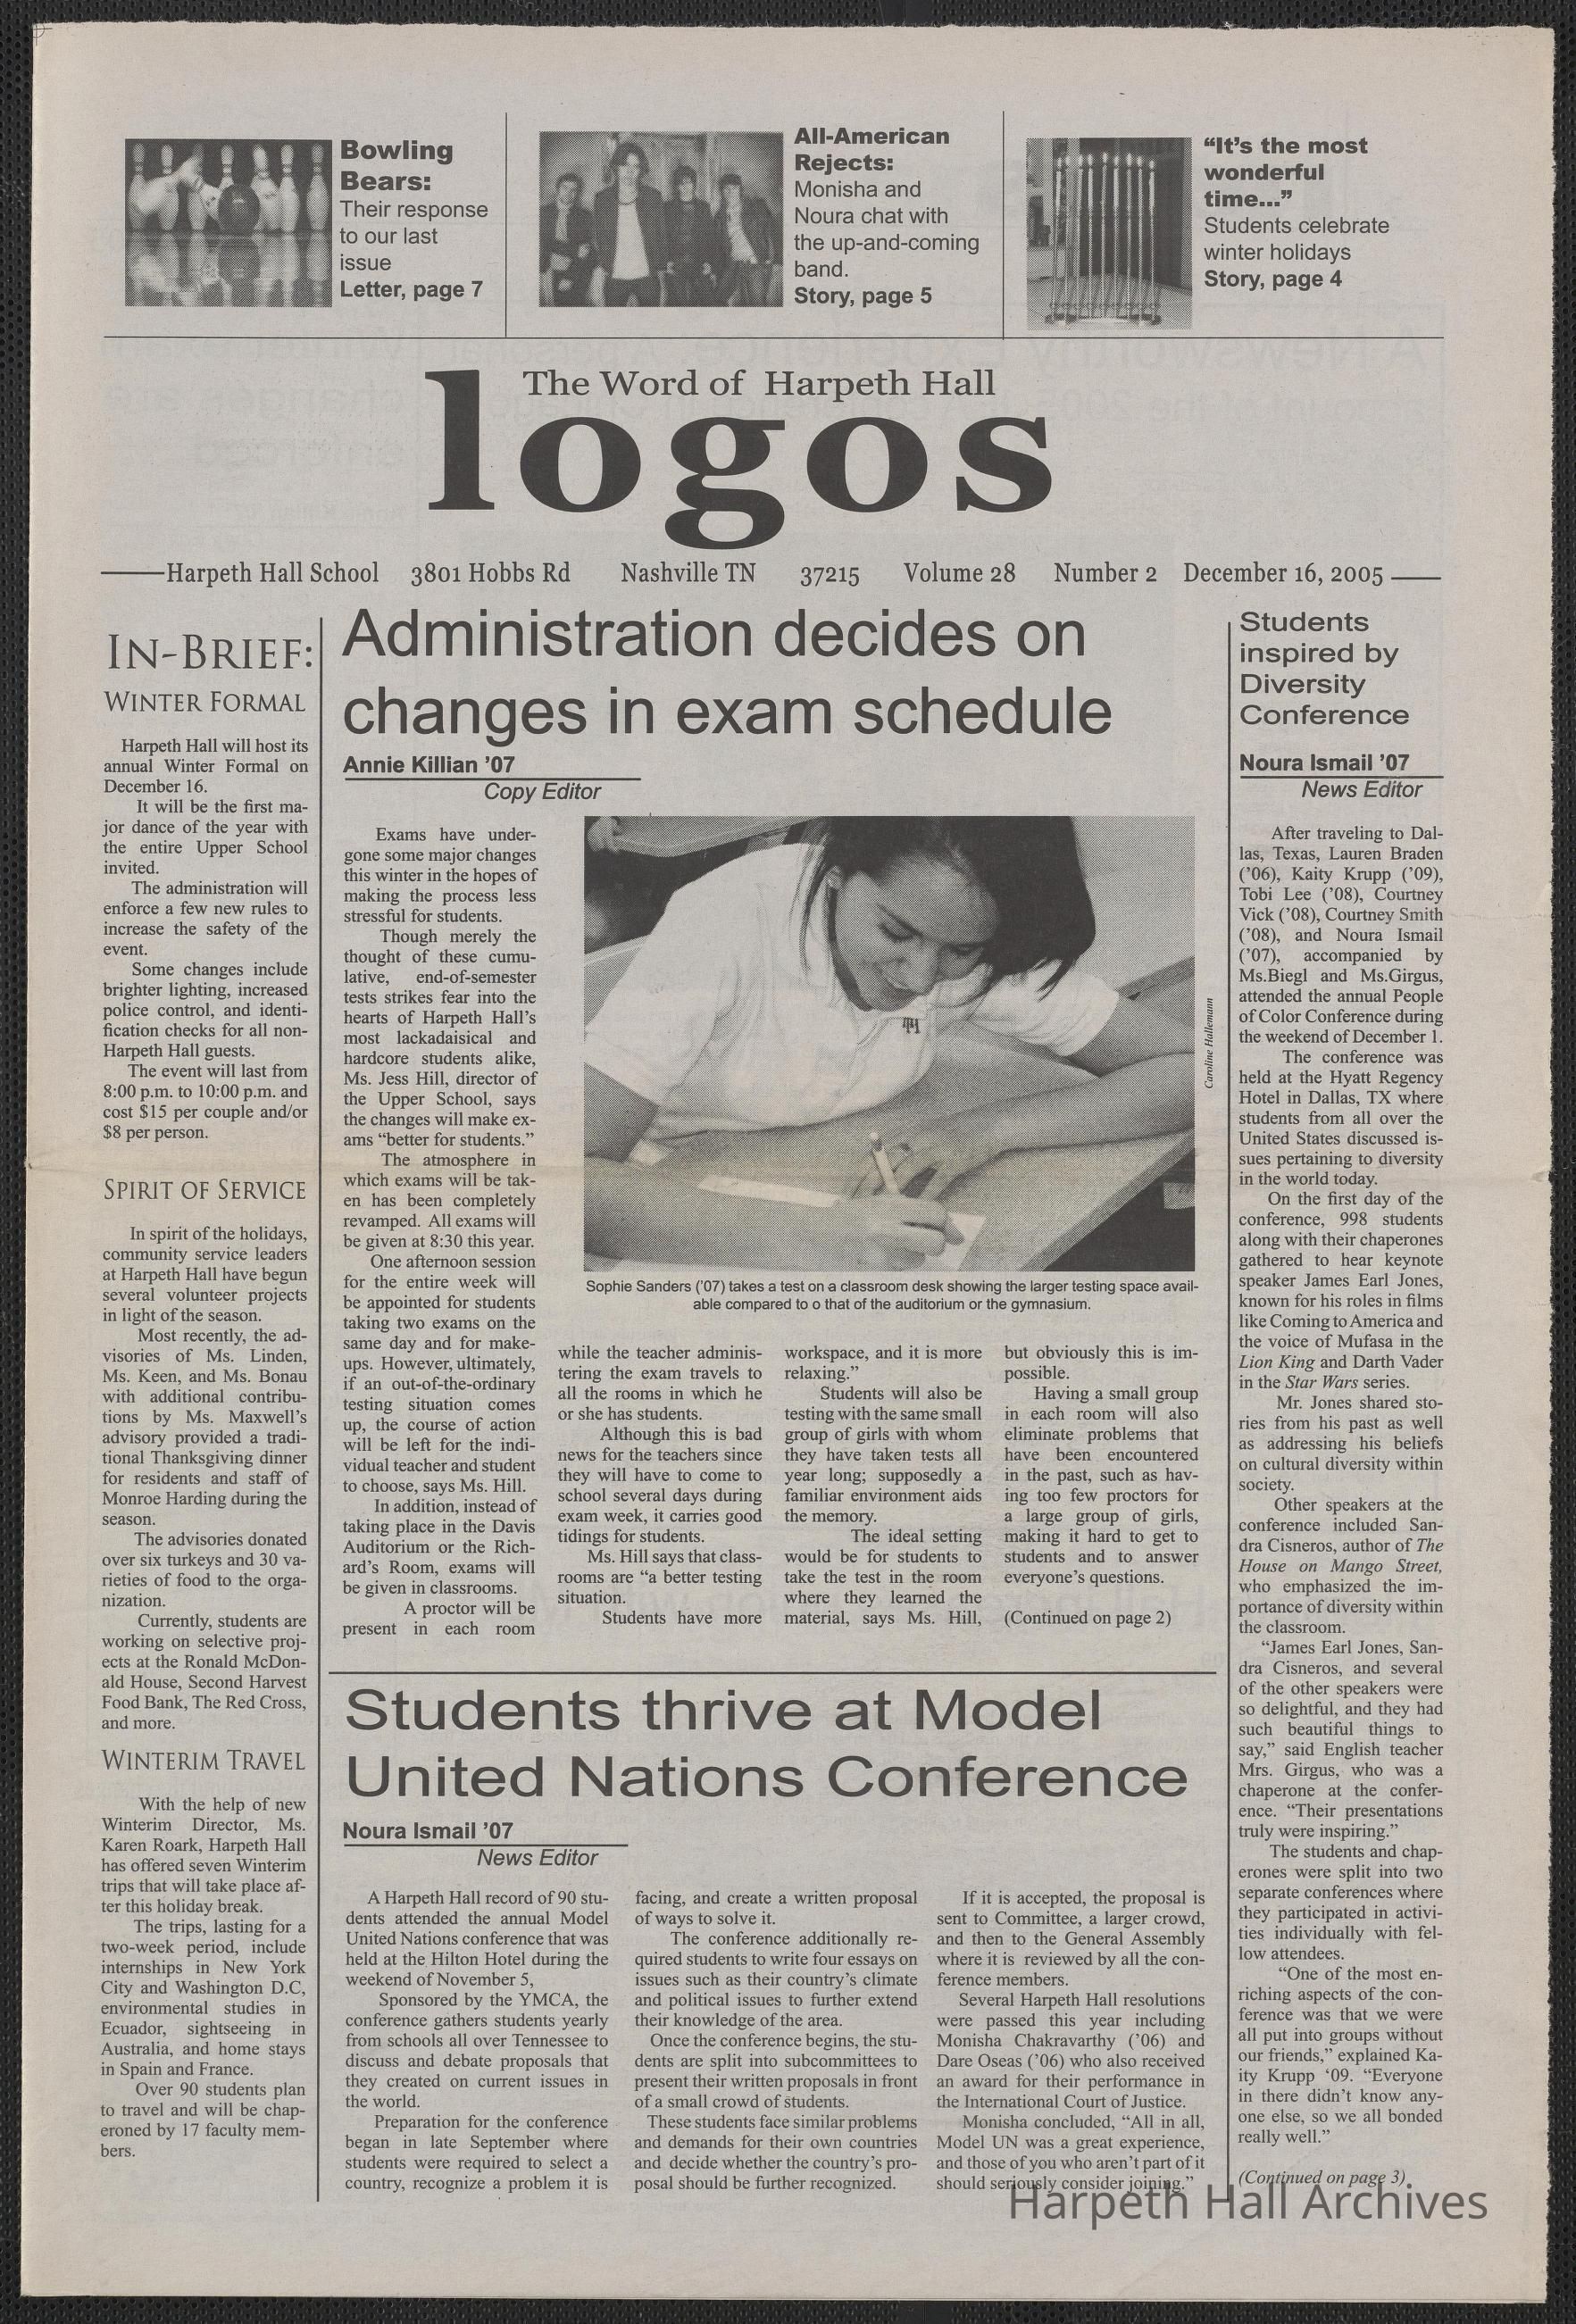 Bowling
Bears:
Their response
to our last
issue
Letter, page 7
All-American
Rejects:
Monisha and
Noura chat with
the up-and-coming
band.
Story, page 5
“It’s the most
wonderful
time...”
Students celebrate
winter holidays
Story, page 4
The Word of Harpeth Hall
logos
Harpeth Hall School 3801 Hobbs Rd Nashville TN 37215 Volume 28 Number 2 December 16, 2005
IN-BRIEF:
WINTER FORMAL
Harpeth Hall will host its
annual Winter Formal on
December 16.
It will be the first ma-
jor dance of the year with
the entire Upper School
invited.
The administration will
enforce a few new rules to
increase the safety of the
event.
Some changes include
brighter lighting, increased
police control, and identi-
fication checks for all non-
Harpeth Hall guests.
The event will last from
8:00 p.m. to 10:00 p.m. and
cost $15 per couple and/or
$8 per person.
SPIRIT OF SERVICE
In spirit of the holidays,
community service leaders
at Harpeth Hall have begun
several volunteer projects
in light of the season.
Most recently, the ad-
visories of Ms. Linden,
Ms. Keen, and Ms. Bonau
with additional contribu-
tions by Ms. Maxwell’s
advisory provided a tradi-
tional Thanksgiving dinner
for residents and staff of
Monroe Harding during the
season.
The advisories donated
over six turkeys and 30 va-
rieties of food to the orga-
nization.
Currently, students are
working on selective proj-
ects at the Ronald McDon-
ald House, Second Harvest
Food Bank, The Red Cross,
and more.
WINTERIM TRAVEL
With the help of new
Winterim Director, Ms.
Karen Roark, Harpeth Hall
has offered seven Winterim
trips that will take place af-
ter this holiday break.
The trips, lasting for a
two-week period, include
internships in New York
City and Washington D.C,
environmental studies in
Ecuador, sightseeing in
Australia, and home stays
in Spain and France.
Over 90 students plan
to travel and will be chap-
eroned by 17 faculty mem-
bers.
Administration decides on
changes in exam schedule
Annie Killian ’07
Copy Editor
Exams have under-
gone some major changes
this winter in the hopes of
making the process less
stressful for students.
Though merely the
thought of these cumu-
lative, end-of-semester
tests strikes fear into the
hearts of Harpeth Hall’s
most lackadaisical and
hardcore students alike,
Ms. Jess Hill, director of
the Upper School, says
the changes will make ex-
ams “better for students.”
The atmosphere in
which exams will be tak-
en has been completely
revamped. All exams will
be given at 8:30 this year.
One afternoon session
for the entire week will
be appointed for students
taking two exams on the
same day and for make-
ups. However, ultimately,
if an out-of-the-ordinary
testing situation comes
up, the course of action
will be left for the indi-
vidual teacher and student
to choose, says Ms. Hill.
In addition, instead of
taking place in the Davis
Auditorium or the Rich-
ard’s Room, exams will
be given in classrooms.
A proctor will be
present in each room
Caroline Hallemann
Sophie Sanders (’07) takes a test on a classroom desk showing the larger testing space avail-
able compared to o that of the auditorium or the gymnasium.
while the teacher adminis-
tering the exam travels to
all the rooms in which he
or she has students.
Although this is bad
news for the teachers since
they will have to come to
school several days during
exam week, it carries good
tidings for students.
Ms. Hill says that class-
rooms are “a better testing
situation.
Students have more
workspace, and it is more
relaxing.”
Students will also be
testing with the same small
group of girls with whom
they have taken tests all
year long; supposedly a
familiar environment aids
the memory.
The ideal setting
would be for students to
take the test in the room
where they learned the
material, says Ms. Hill,
but obviously this is im-
possible.
Having a small group
in each room will also
eliminate problems that
have been encountered
in the past, such as hav-
ing too few proctors for
a large group of girls,
making it hard to get to
students and to answer
everyone’s questions.
(Continued on page 2)
Students thrive at Model
United Nations Conference
Noura Ismail ’07
News Editor
A Harpeth Hall record of 90 stu-
dents attended the annual Model
United Nations conference that was
held at the Hilton Hotel during the
weekend of November 5,
Sponsored by the YMCA, the
conference gathers students yearly
from schools all over Tennessee to
discuss and debate proposals that
they created on current issues in
the world.
Preparation for the conference
began in late September where
students were required to select a
country, recognize a problem it is
facing, and create a written proposal
of ways to solve it.
The conference additionally re-
quired students to write four essays on
issues such as their country’s climate
and political issues to further extend
their knowledge of the area.
Once the conference begins, the stu-
dents are split into subcommittees to
present their written proposals in front
of a small crowd of students.
These students face similar problems
and demands for their own countries
and decide whether the country’s pro-
posal should be further recognized.
If it is accepted, the proposal is
sent to Committee, a larger crowd,
and then to the General Assembly
where it is reviewed by all the con-
ference members.
Several Harpeth Hall resolutions
were passed this year including
Monisha Chakravarthy (’06) and
Dare Oseas (’06) who also received
an award for their performance in
the International Court of Justice.
Monisha concluded, “All in all,
Model UN was a great experience,
and those of you who aren’t part of it
should seriously consider joining.”
Students
inspired by
Diversity
Conference
Noura Ismail ’07
News Editor
After traveling to Dal-
las, Texas, Lauren Braden
(’06), Kaity Krupp (’09),
Tobi Lee (’08), Courtney
Vick (’08), Courtney Smith
(’08), and Noura Ismail
(’07), accompanied by
Ms.Biegl and Ms.Girgus,
attended the annual People
of Color Conference during
the weekend of December 1.
The conference was
held at the Hyatt Regency
Hotel in Dallas, TX where
students from all over the
United States discussed is-
sues pertaining to diversity
in the world today.
On the first day of the
conference, 998 students
along with their chaperones
gathered to hear keynote
speaker James Earl Jones,
known for his roles in films
like Coming to America and
the voice of Mufasa in the
Lion King and Darth Vader
in the Star Wars series.
Mr. Jones shared sto-
ries from his past as well
as addressing his beliefs
on cultural diversity within
society.
Other speakers at the
conference included San-
dra Cisneros, author of The
House on Mango Street,
who emphasized the im-
portance of diversity within
the classroom.
“James Earl Jones, San-
dra Cisneros, and several
of the other speakers were
so delightful, and they had
such beautiful things to
say,” said English teacher
Mrs. Girgus, who was a
chaperone at the confer-
ence. “Their presentations
truly were inspiring.”
The students and chap-
erones were split into two
separate conferences where
they participated in activi-
ties individually with fel-
low attendees.
“One of the most en-
riching aspects of the con-
ference was that we were
all put into groups without
our friends,” explained Ka-
ity Krupp ‘09. “Everyone
in there didn’t know any-
one else, so we all bonded
really well.”
(Continued on page 3)
Harpeth Hall Archives